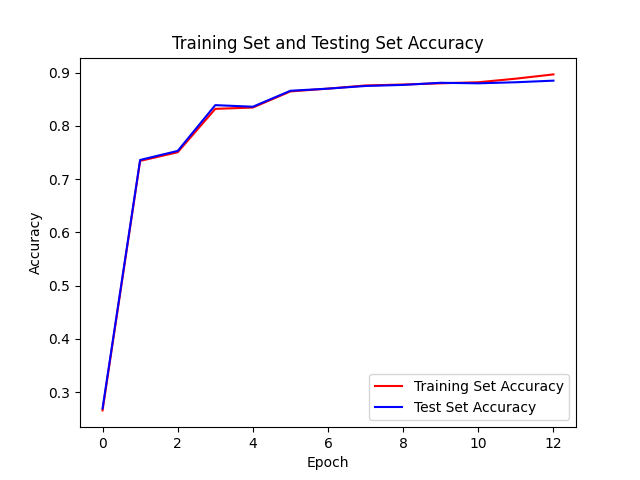 Training Set and Testing Set Accuracy
0.9
0.8
0.7
0.6
0.5
0.4
0.3
Accuracy
Training Set Accuracy
Test Set Accuracy
0 2 4 6 8 10 12
Epoch